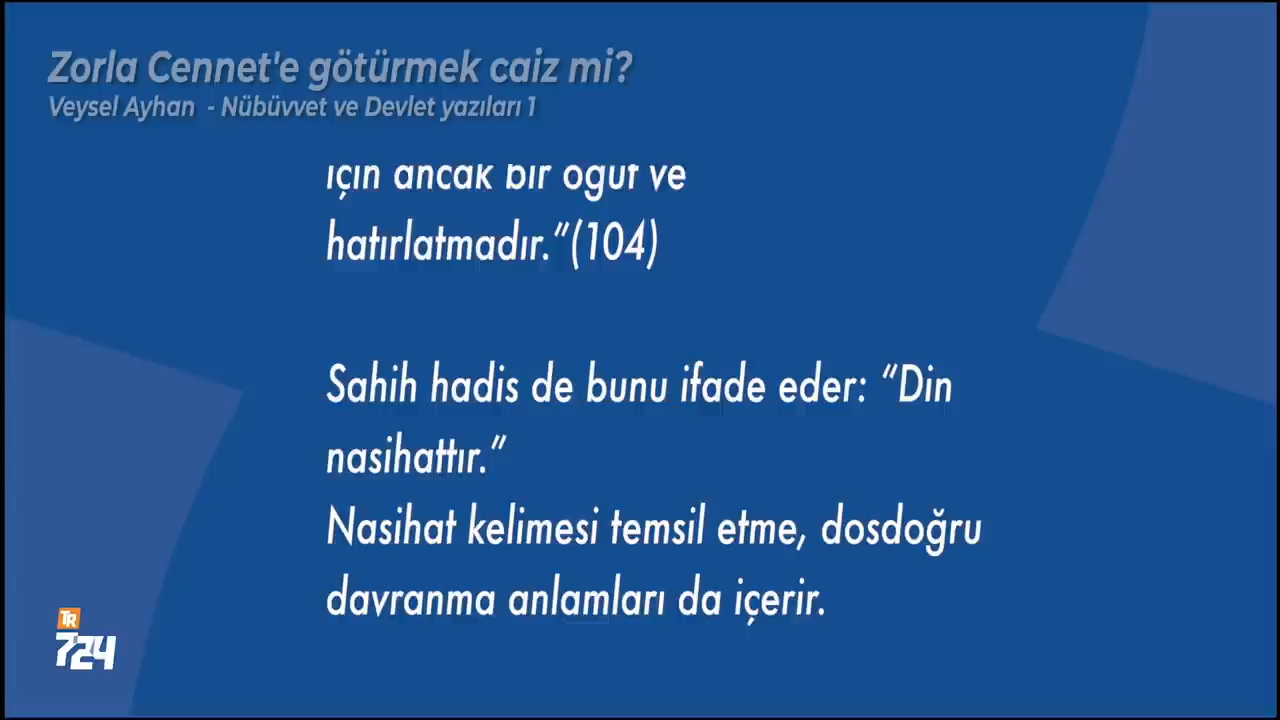 Zorla Cennet'e götürmek caiz mi?
Veysel Ayhan - Nübüvvet ve Devlet yazıları 1
için ancak bir öğüt ve
hatırlatmadır.”(104)
Sahih hadis de bunu ifade eder: “Din
nasihattır.”
Nasihat kelimesi temsil etme, dosdoğru
davranma anlamları da içerir.
TR
724